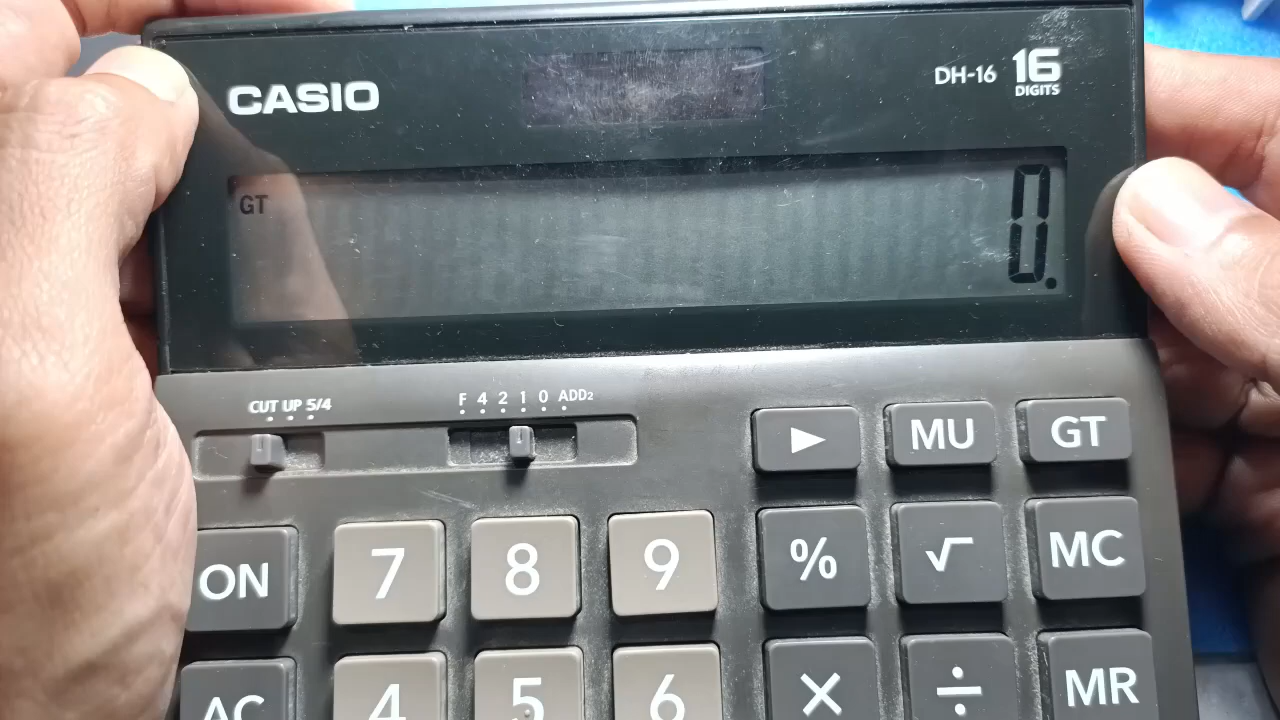 CASIO
DH-16 16
DIGITS
GT
0.
CUT UP 5/4
F 4 2 1 0 ADD₂
▶ MU GT
ON 7 8 9 % √ MC
AC 4 5 6 × ÷ MR